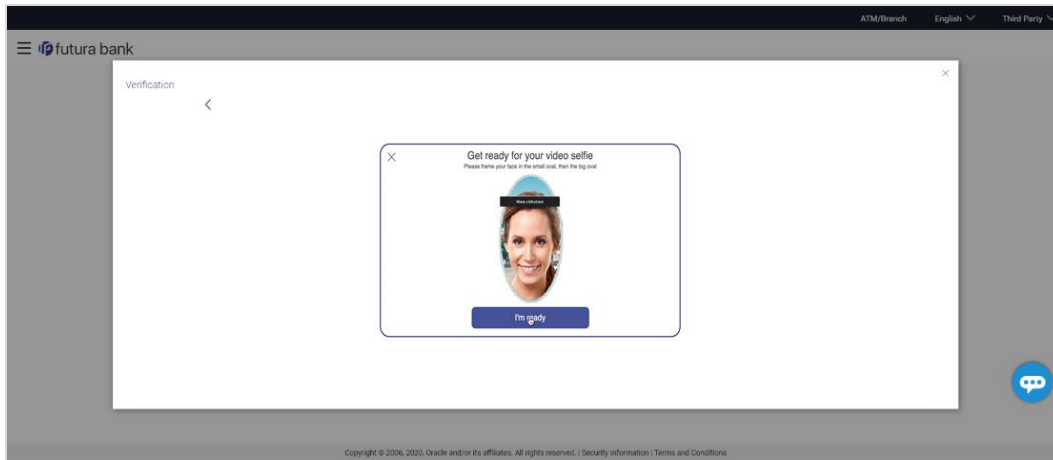 ATM/Branch English Third Party
futura bank
Verification
Get ready for your video selfie
Please frame your face in the small oval, then the big oval
I'm ready
Copyright © 2006, 2020, Oracle and/or its affiliates. All rights reserved. | Security Information | Terms and Conditions